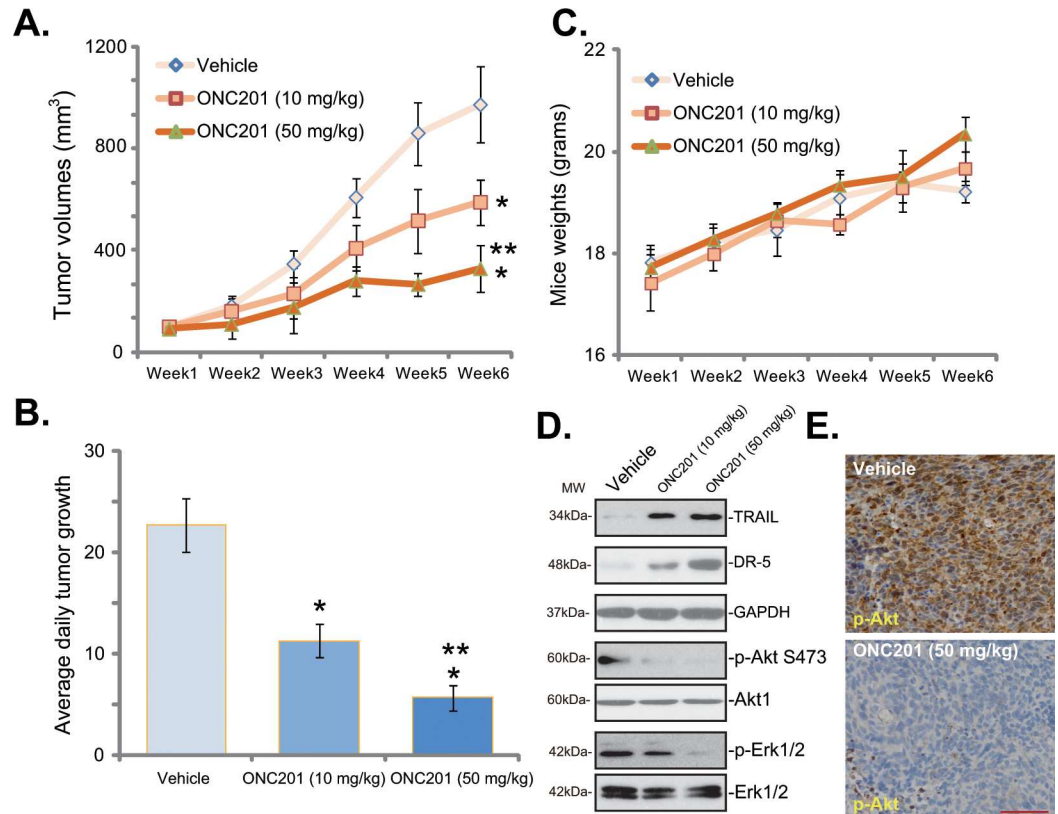 A.
1200
800
400
0
Tumor volumes (mm³)
Vehicle
ONC201 (10 mg/kg)
ONC201 (50 mg/kg)
*
**
*
Week1 Week2 Week3 Week4 Week5 Week6
C.
22
20
18
16
Mice weights (grams)
Vehicle
ONC201 (10 mg/kg)
ONC201 (50 mg/kg)
Week1 Week2 Week3 Week4 Week5 Week6
B.
30
20
10
0
Average daily tumor growth
*
**
*
Vehicle ONC201 (10 mg/kg) ONC201 (50 mg/kg)
D.
MW Vehicle ONC201 (10 mg/kg) ONC201 (50 mg/kg)
34kDa- -TRAIL
48kDa- -DR-5
37kDa- -GAPDH
60kDa- -p-Akt S473
60kDa- -Akt1
42kDa- -p-Erk1/2
42kDa- -Erk1/2
E.
Vehicle
p-Akt
ONC201 (50 mg/kg)
p-Akt